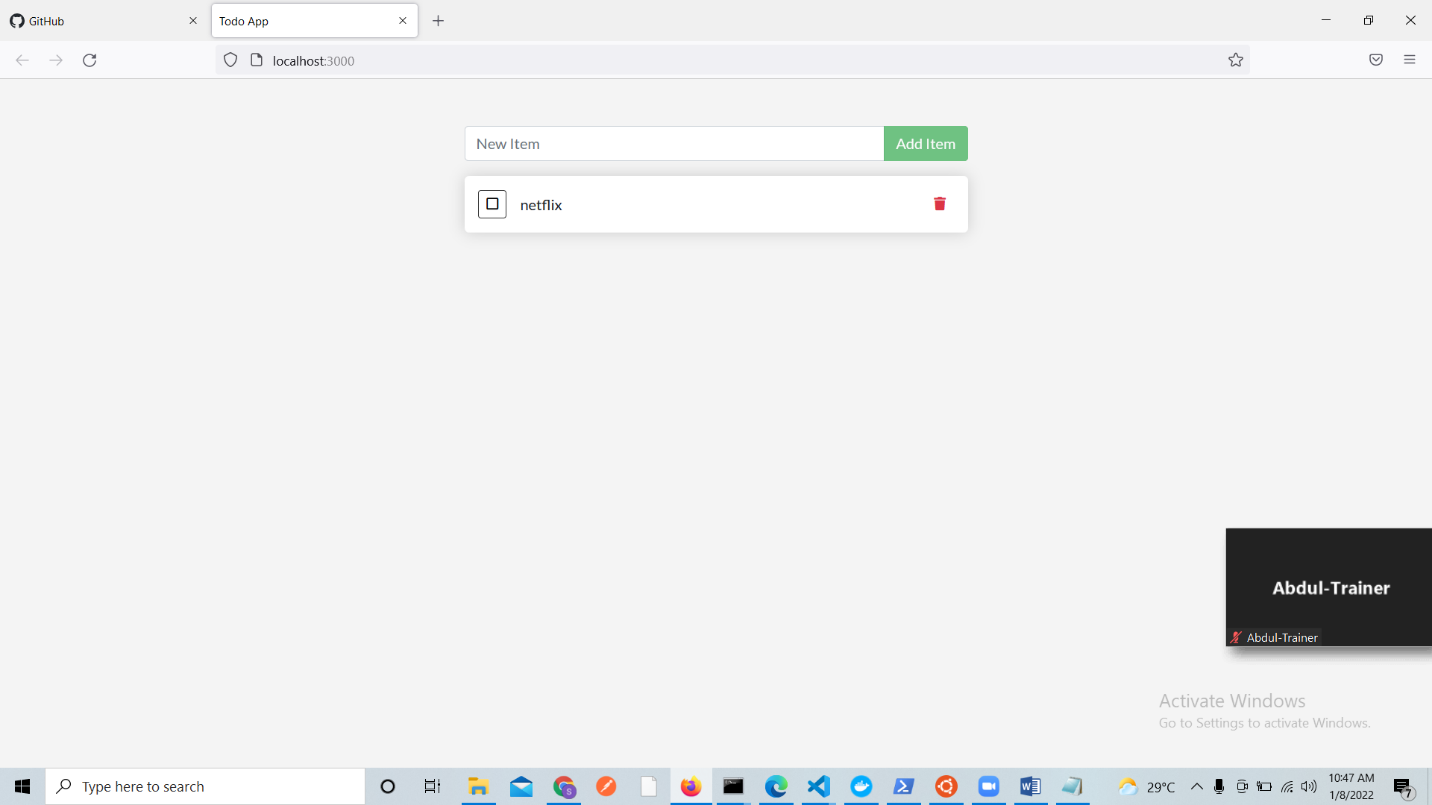 GitHub
Todo App
localhost:3000
New Item
Add Item
netflix
Abdul-Trainer
Abdul-Trainer
Activate Windows
Go to Settings to activate Windows.
Type here to search
29°C
10:47 AM
1/8/2022
7